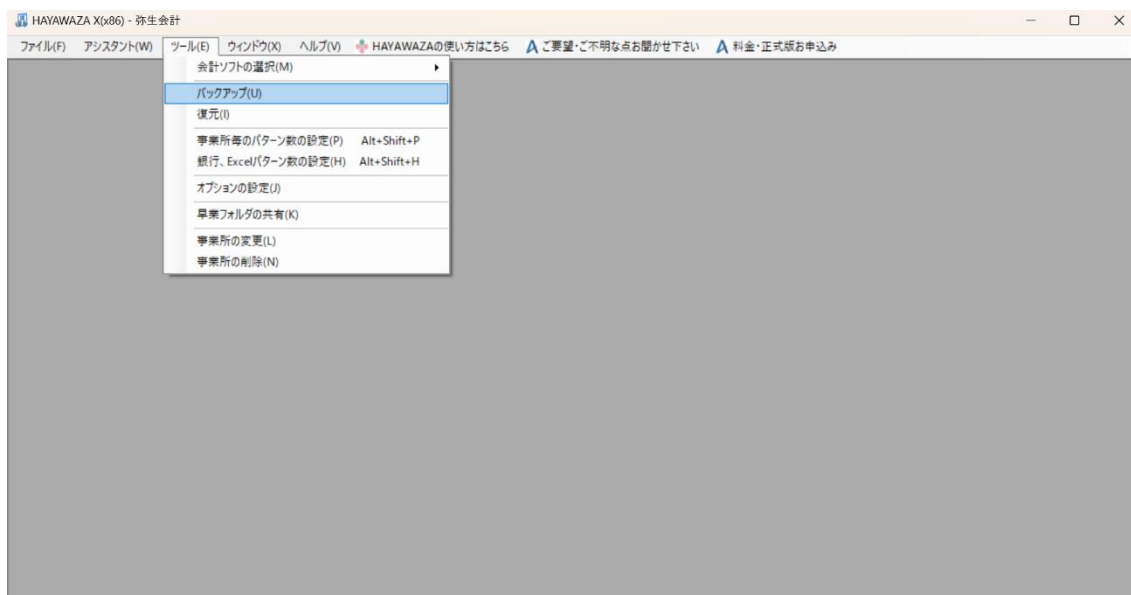 HAYAWAZA X(x86) - 弥生会計
ファイル(F) アシスタント(W) ツール(E) ウィンドウ(X) ヘルプ(V) HAYAWAZAの使い方はこちら ご要望・ご不明な点お聞かせ下さい 料金・正式版お申込み
会計ソフトの選択(M)
バックアップ(U)
復元(I)
事業所毎のパターン数の設定(P) Alt+Shift+P
銀行、Excelパターン数の設定(H) Alt+Shift+H
オプションの設定(J)
早業フォルダの共有(K)
事業所の変更(L)
事業所の削除(N)